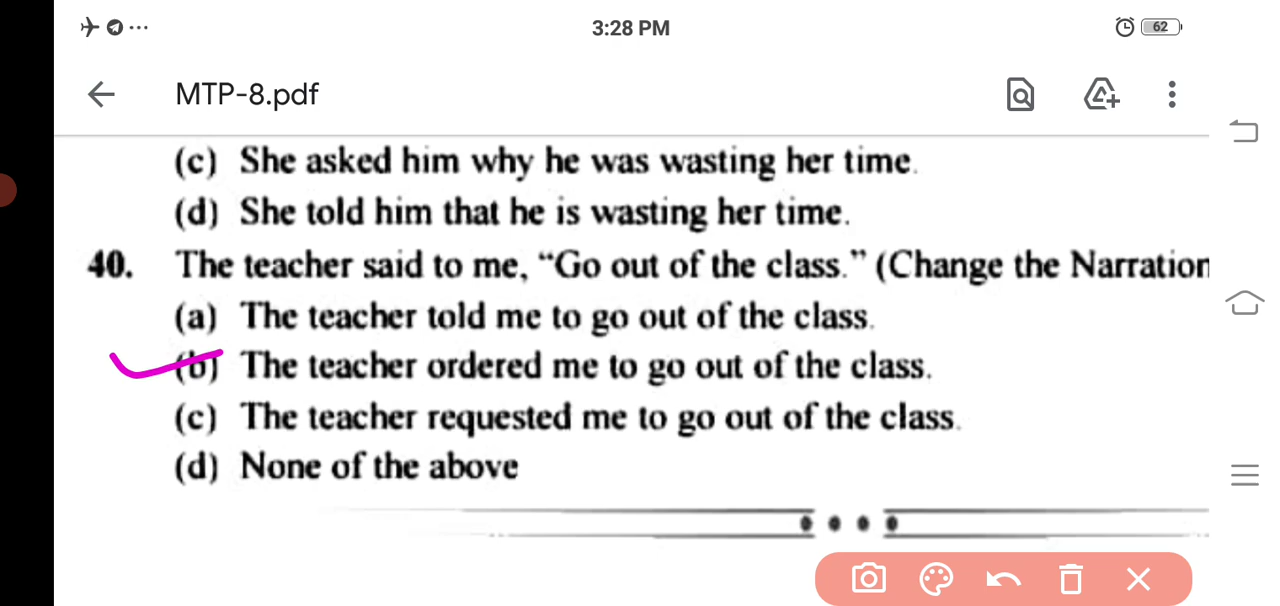 3:28 PM
62
MTP-8.pdf
(c) She asked him why he was wasting her time.
(d) She told him that he is wasting her time.
40. The teacher said to me, “Go out of the class.” (Change the Narration
(a) The teacher told me to go out of the class.
(b) The teacher ordered me to go out of the class.
(c) The teacher requested me to go out of the class.
(d) None of the above